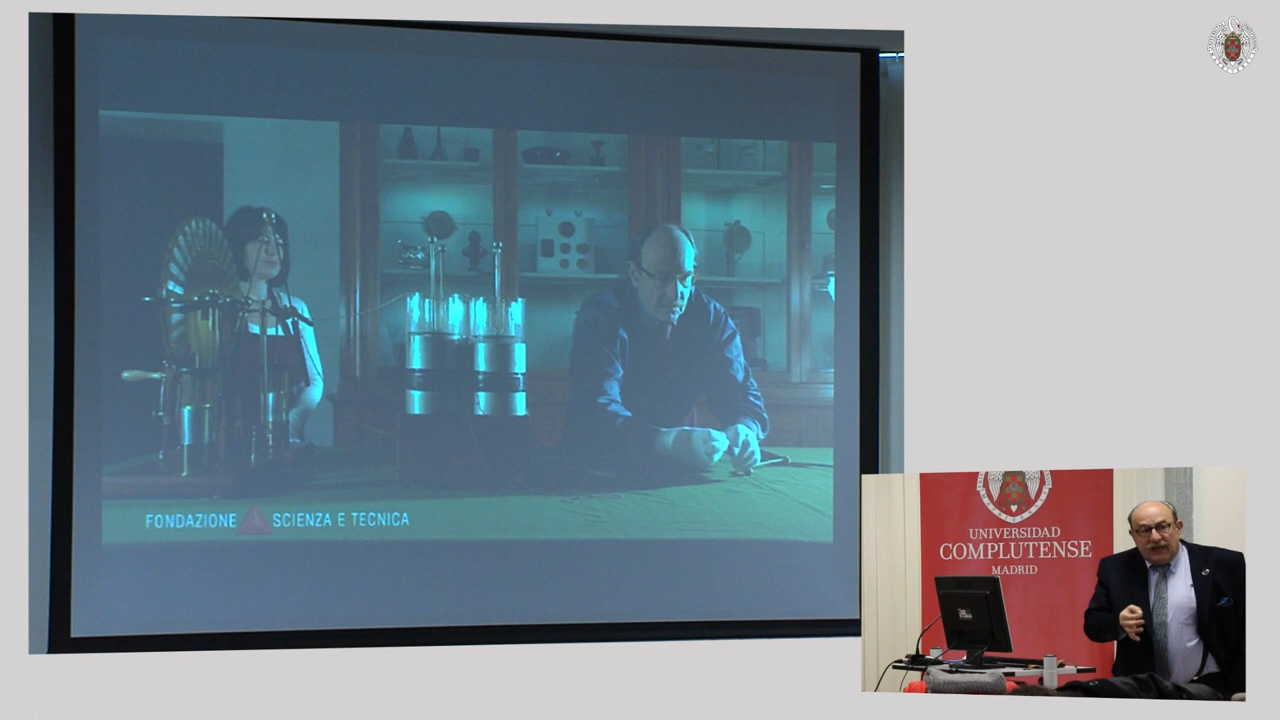 FONDAZIONE SCIENZA E TECNICA
UNIVERSIDAD
COMPLUTENSE
MADRID